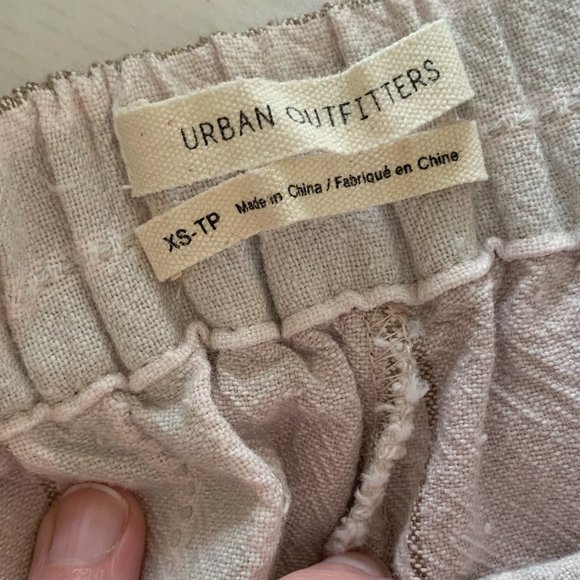 URBAN OUTFITTERS
XS-TP Made in China / Fabriqué en Chine